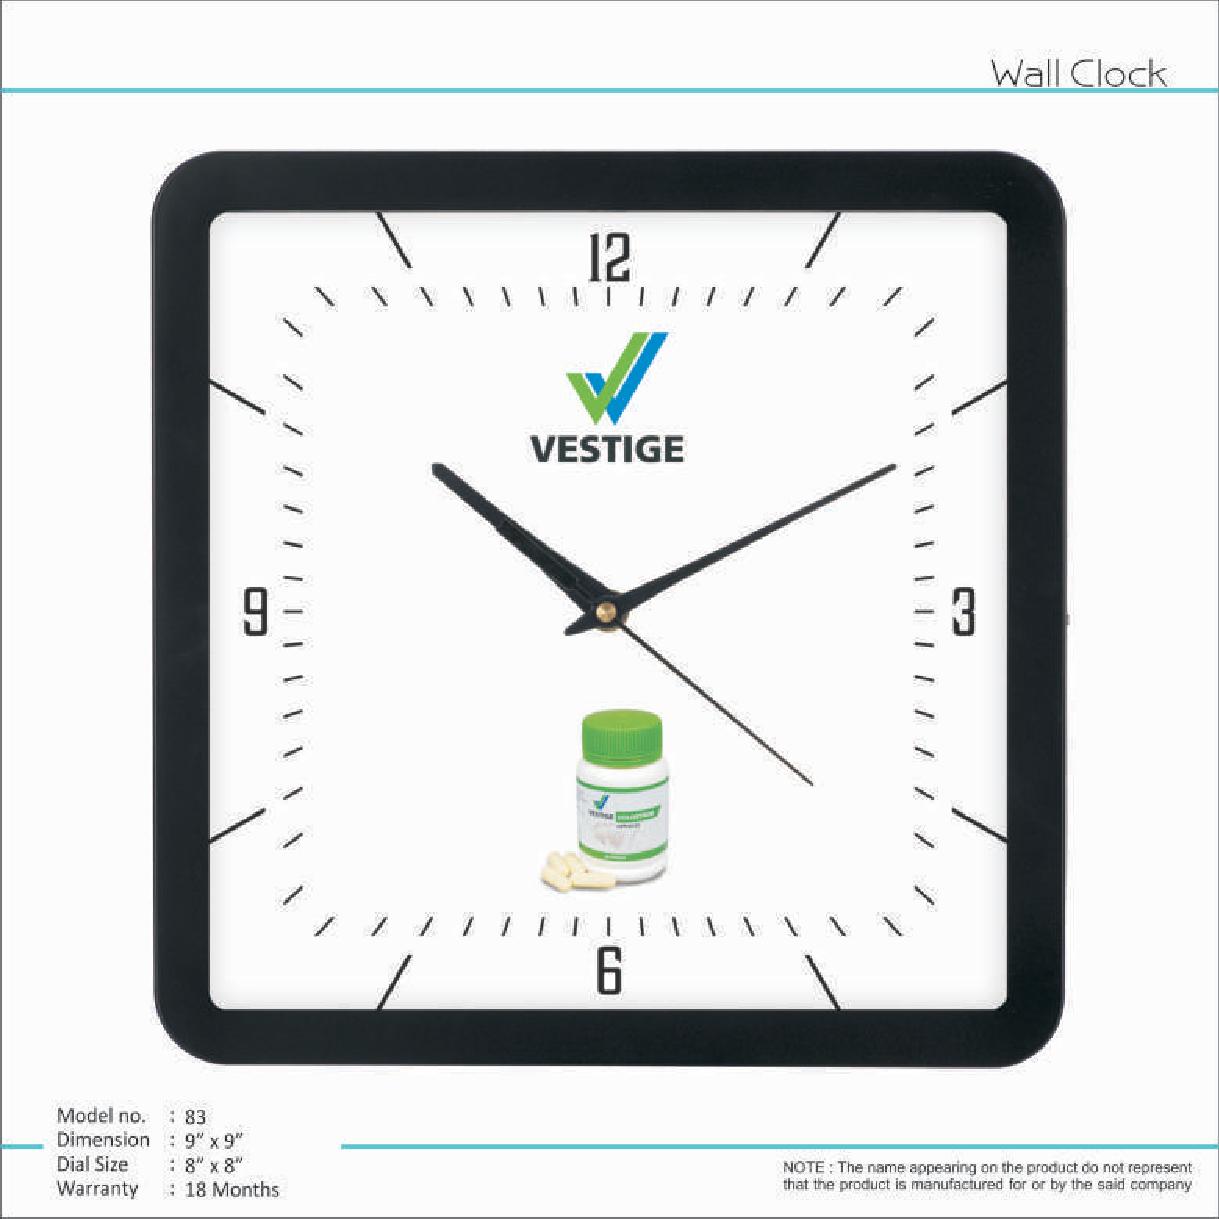 Wall Clock
12
VESTIGE
9
3
VESTIGE
6
Model no. : 83
Dimension : 9” x 9”
Dial Size : 8” x 8”
Warranty : 18 Months
NOTE : The name appearing on the product do not represent
that the product is manufactured for or by the said company